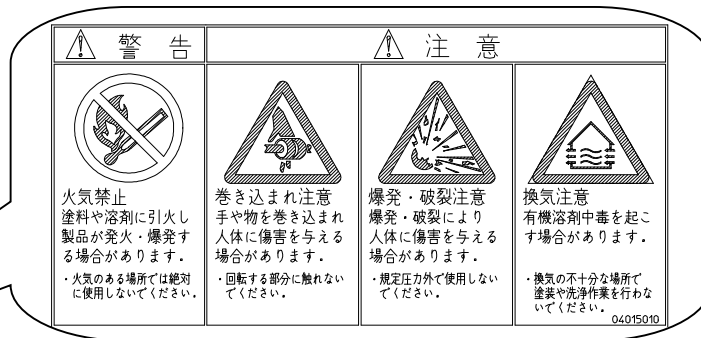 警告
注意
火気禁止
塗料や溶剤に引火し
製品が発火・爆発す
る場合があります.
・火気のある場所では絶対
に使用しないでください.
巻き込まれ注意
手や物を巻き込まれ
人体に傷害を与える
場合があります.
・回転する部分に触れない
でください.
爆発・破裂注意
爆発・破裂により
人体に傷害を与える
場合があります.
・規定圧力外で使用しない
でください.
換気注意
有機溶剤中毒を起こ
す場合があります.
・換気の不十分な場所で
塗装や洗浄作業を行わな
いでください.
04015010